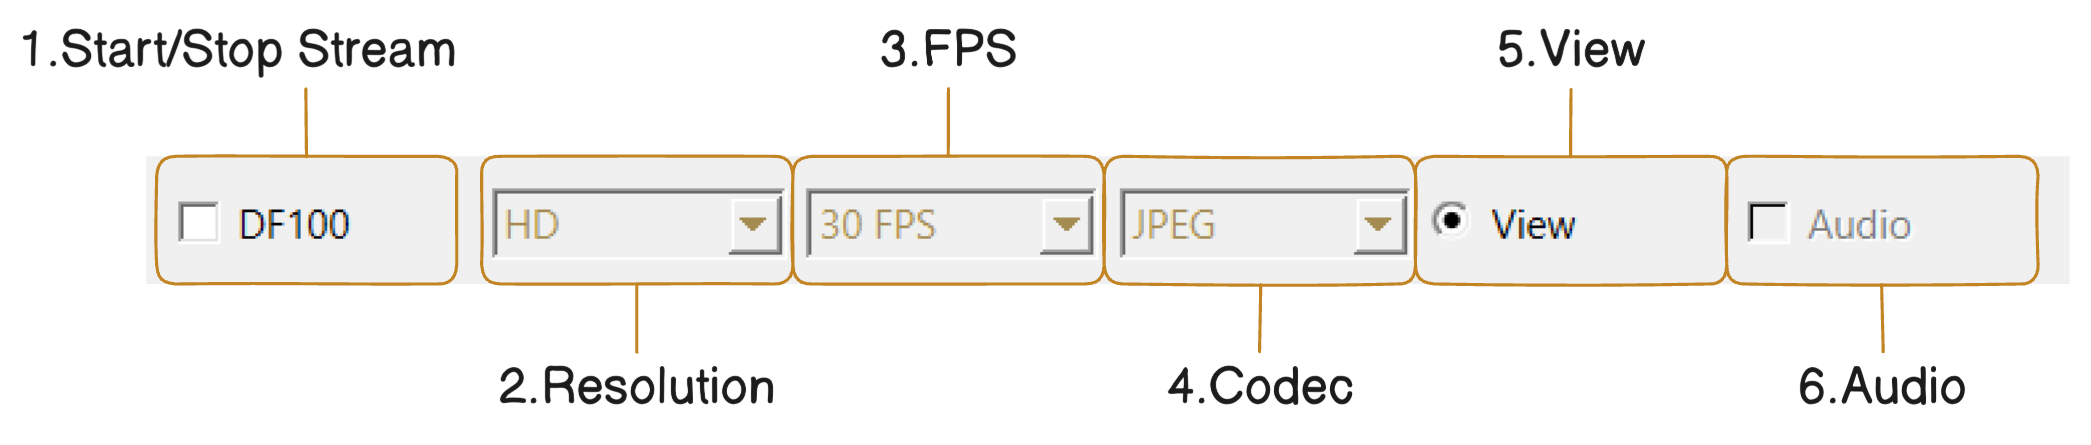 1.Start/Stop Stream
3.FPS
5.View
DF100
HD
30 FPS
JPEG
View
Audio
2.Resolution
4.Codec
6.Audio